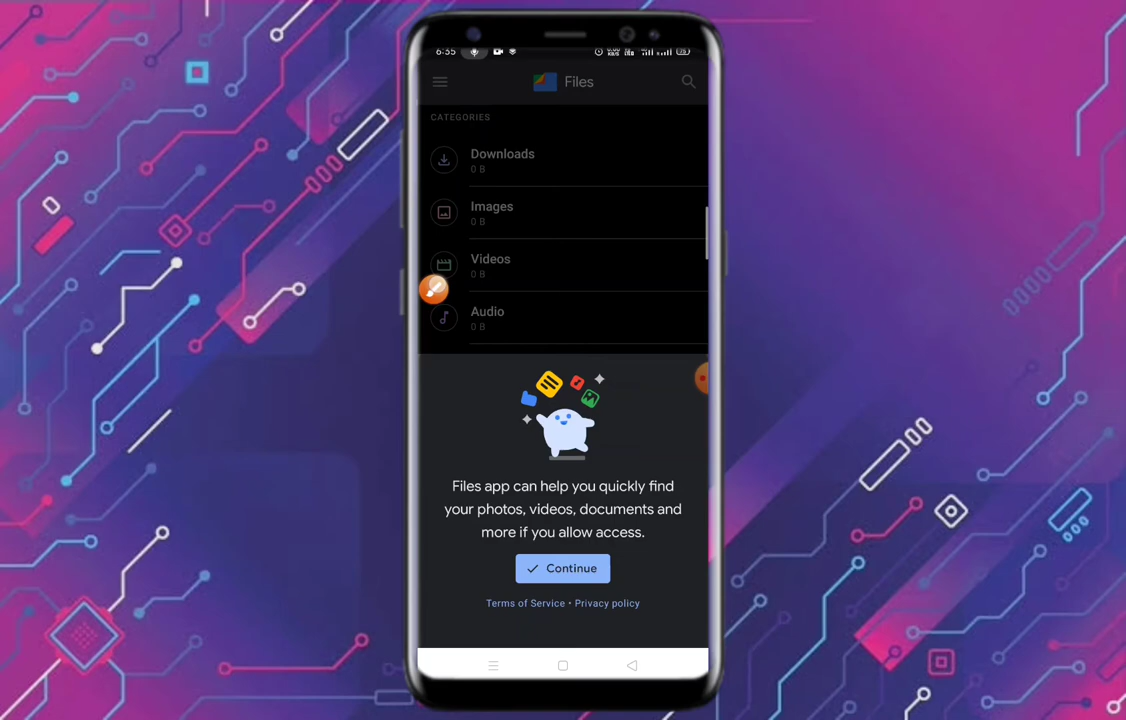 6:35
Files
CATEGORIES
Downloads
0 B
Images
0 B
Videos
0 B
Audio
0 B
Files app can help you quickly find
your photos, videos, documents and
more if you allow access.
Continue
Terms of Service • Privacy policy